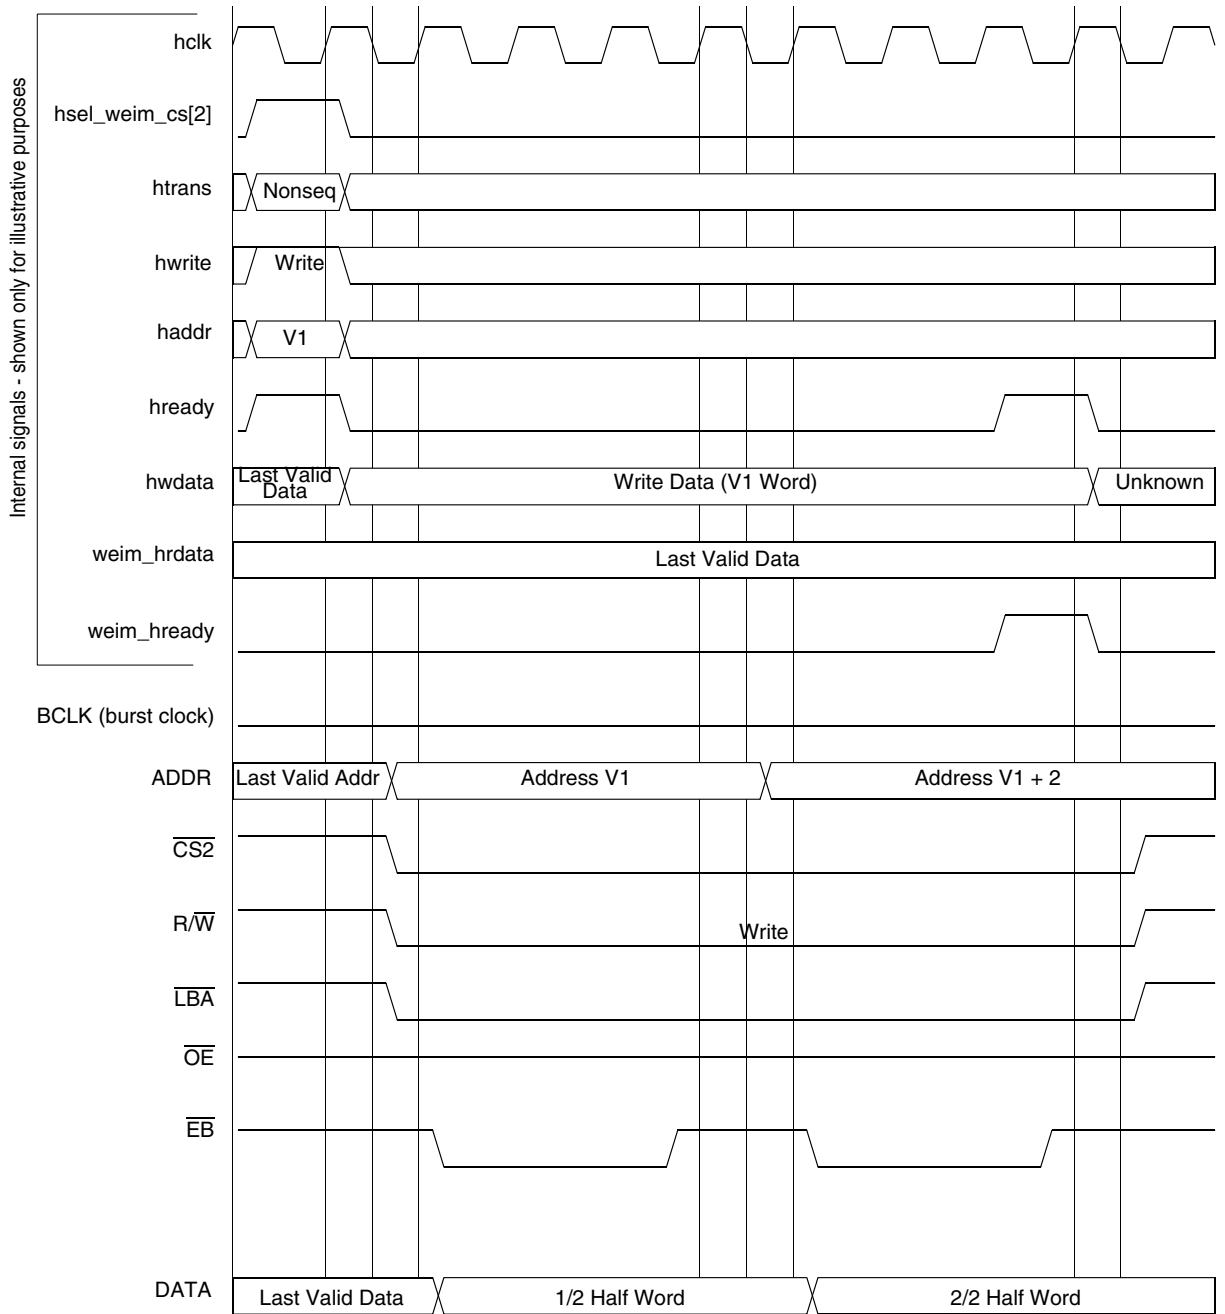 Internal signals - shown only for illustrative purposes
hclk
hsel_weim_cs[2]
htrans
Nonseq
hwrite
Write
haddr
V1
hready
hwdata
Last Valid
Data
Write Data (V1 Word)
Unknown
weim_hrdata
Last Valid Data
weim_hready
BCLK (burst clock)
ADDR
Last Valid Addr
Address V1
Address V1 + 2
CS2
R/W
Write
LBA
OE
EB
DATA
Last Valid Data
1/2 Half Word
2/2 Half Word